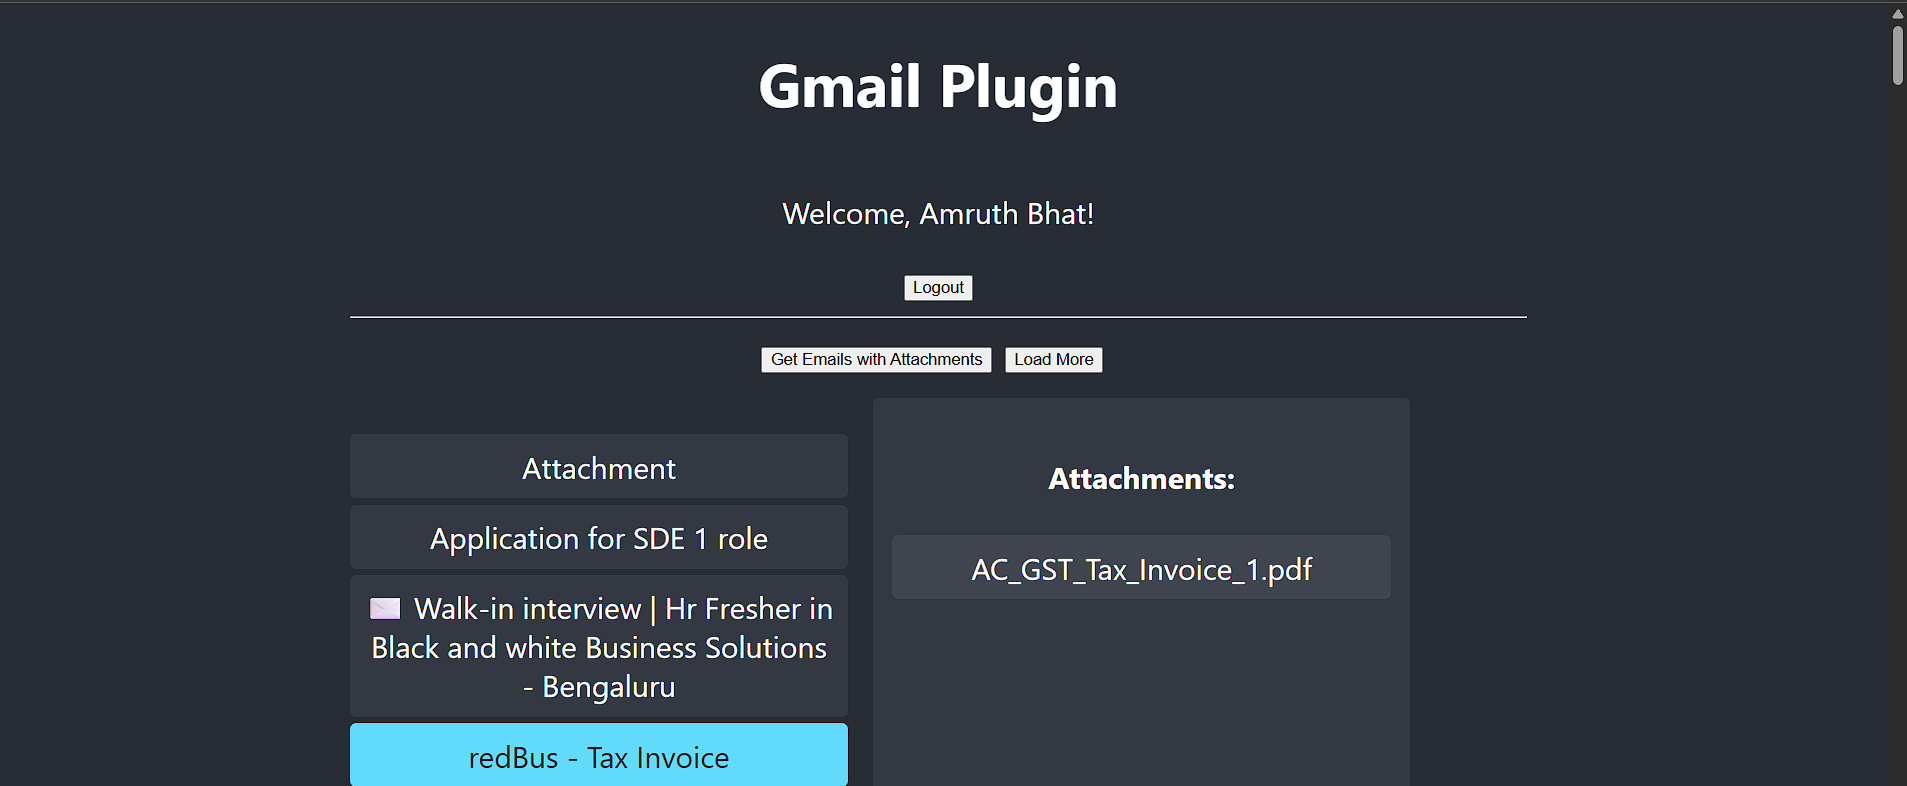 Gmail Plugin
Welcome, Amruth Bhat!
Logout
Get Emails with Attachments
Load More
Attachment
Application for SDE 1 role
Walk-in interview | Hr Fresher in
Black and white Business Solutions
- Bengaluru
redBus - Tax Invoice
Attachments:
AC_GST_Tax_Invoice_1.pdf